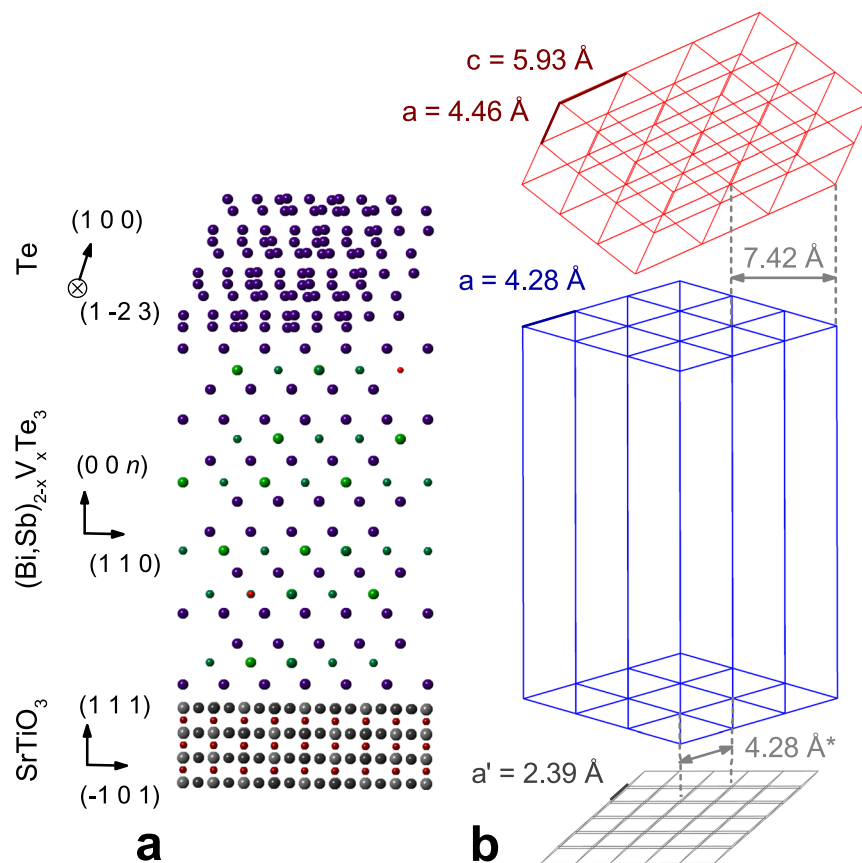 Te
(1 0 0)
(1 -2 3)
(Bi,Sb)₂₋ₓVₓTe₃
(0 0 n)
(1 1 0)
SrTiO₃
(1 1 1)
(-1 0 1)
a
c = 5.93 Å
a = 4.46 Å
7.42 Å
a = 4.28 Å
4.28 Å*
a' = 2.39 Å
b